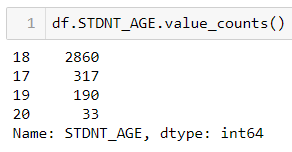 1 df.STDNT_AGE.value_counts()
18 2860
17 317
19 190
20 33
Name: STDNT_AGE, dtype: int64